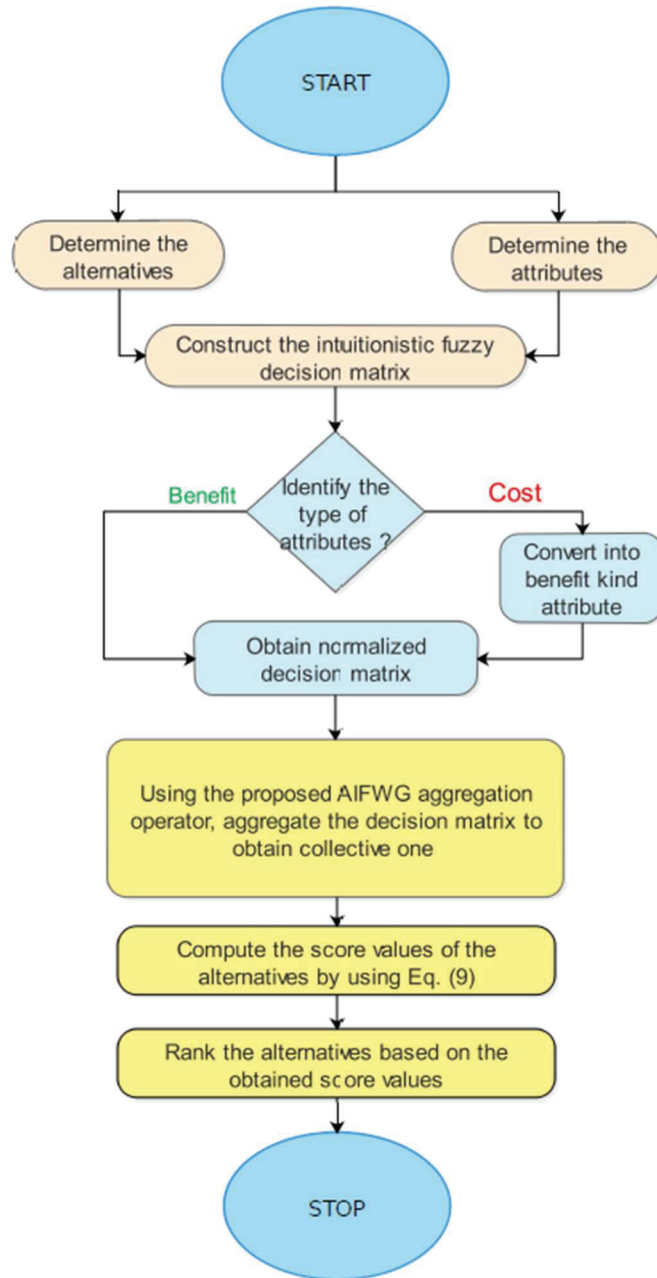 START
Determine the
alternatives
Determine the
attributes
Construct the intuitionistic fuzzy
decision matrix
Benefit
Identify the
type of
attributes ?
Cost
Convert into
benefit kind
attribute
Obtain normalized
decision matrix
Using the proposed AIFWG aggregation
operator, aggregate the decision matrix to
obtain collective one
Compute the score values of the
alternatives by using Eq. (9)
Rank the alternatives based on the
obtained score values
STOP